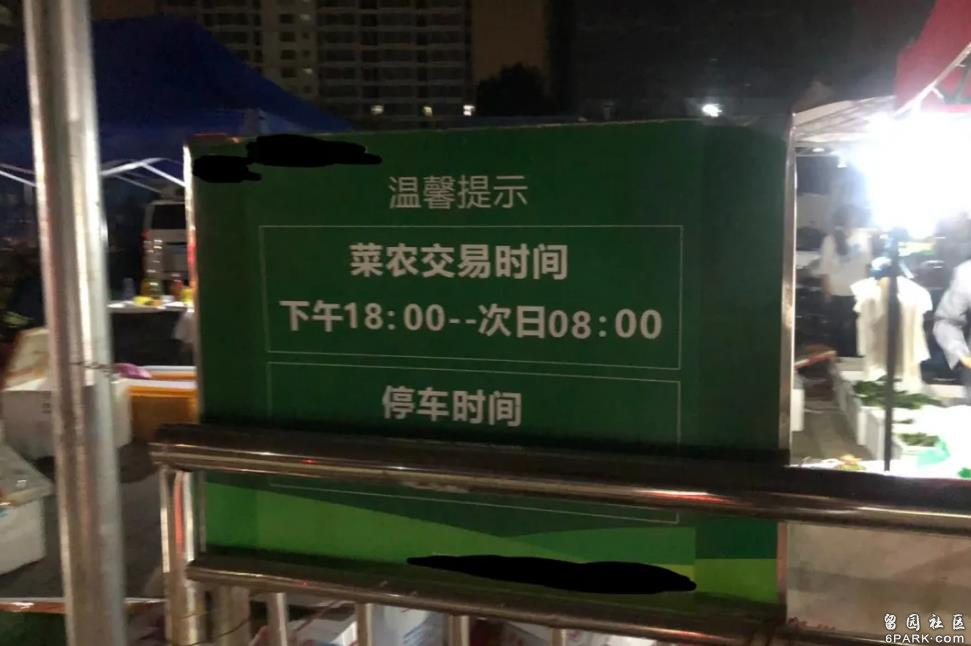 温馨提示
菜农交易时间
下午18:00--次日08:00
停车时间
留园社区
6PARK.COM